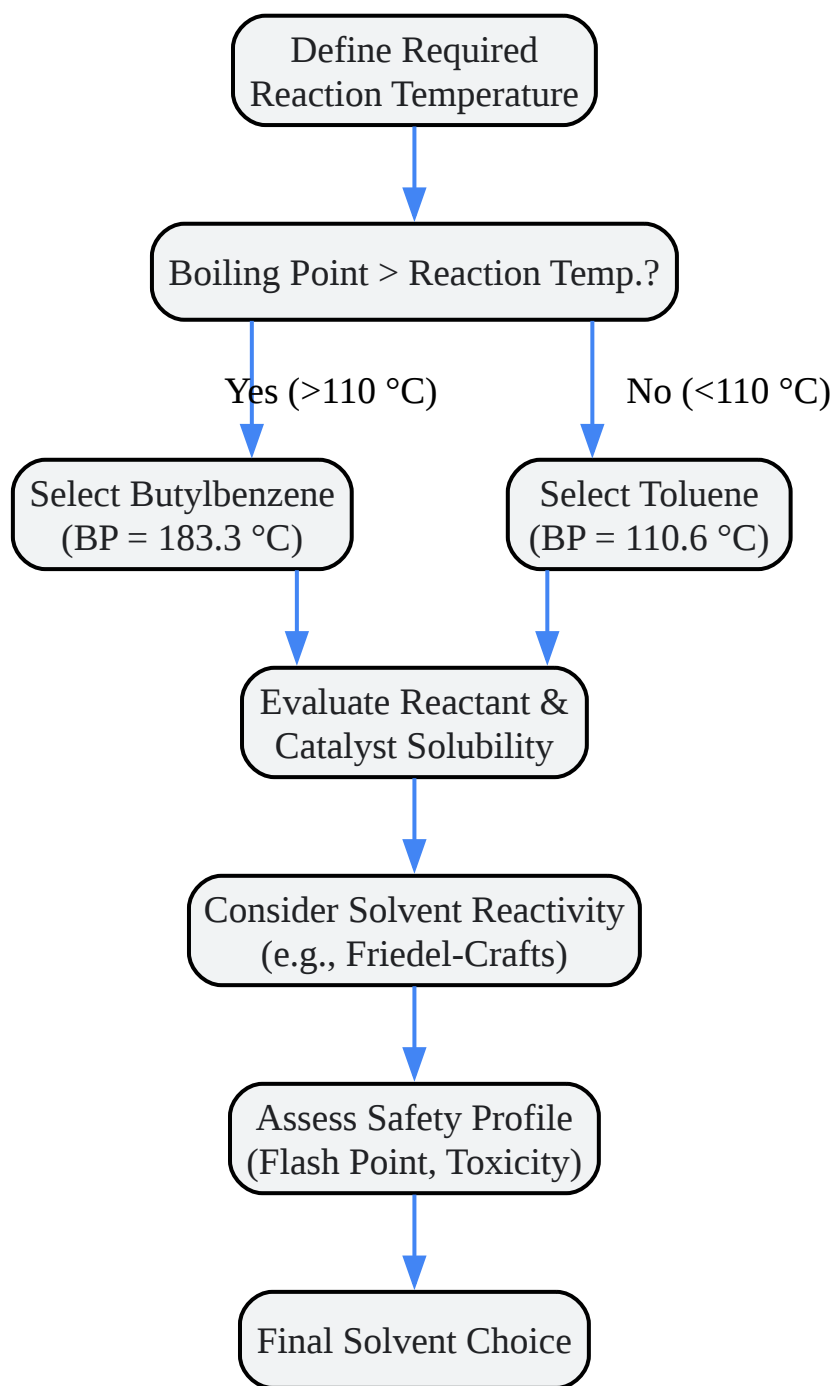 Define Required
Reaction Temperature
Boiling Point > Reaction Temp.?
Yes (>110 °C)
No (<110 °C)
Select Butylbenzene
(BP = 183.3 °C)
Select Toluene
(BP = 110.6 °C)
Evaluate Reactant &
Catalyst Solubility
Consider Solvent Reactivity
(e.g., Friedel-Crafts)
Assess Safety Profile
(Flash Point, Toxicity)
Final Solvent Choice